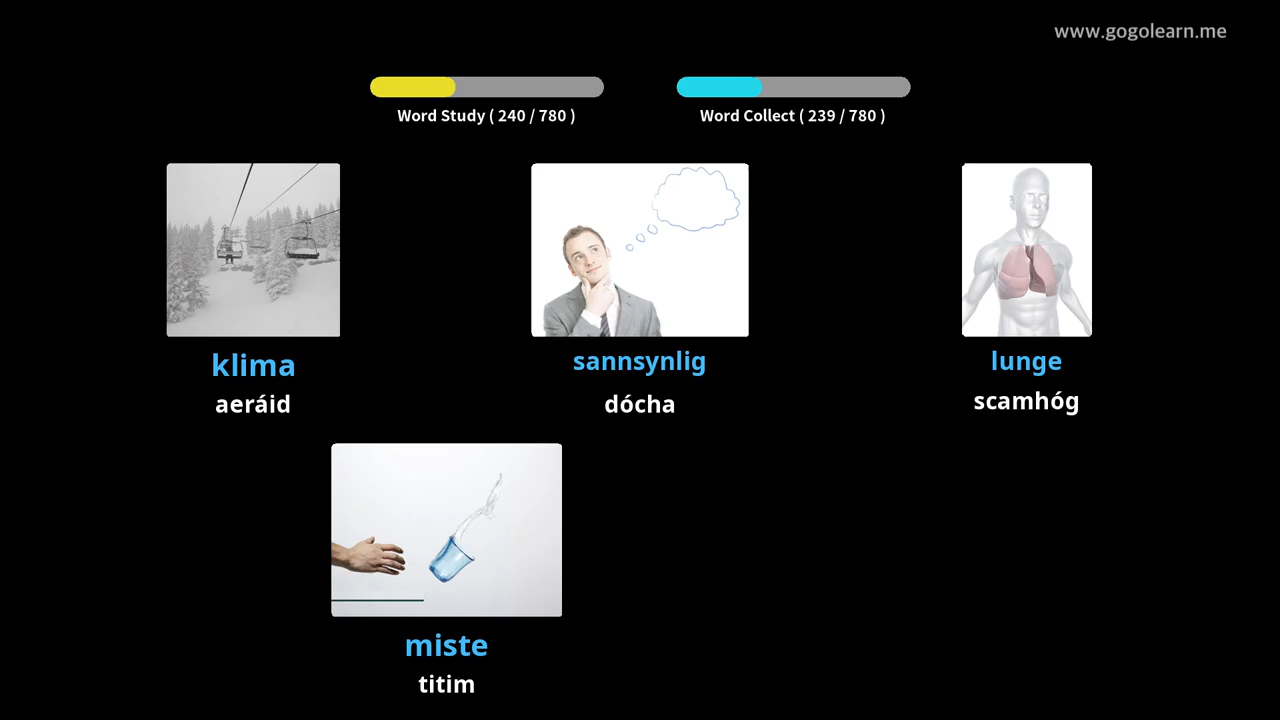 www.gogolearn.me
Word Study ( 240 / 780 )
Word Collect ( 239 / 780 )
klima
aeráid
sannsynlig
dócha
lunge
scamhóg
miste
titim